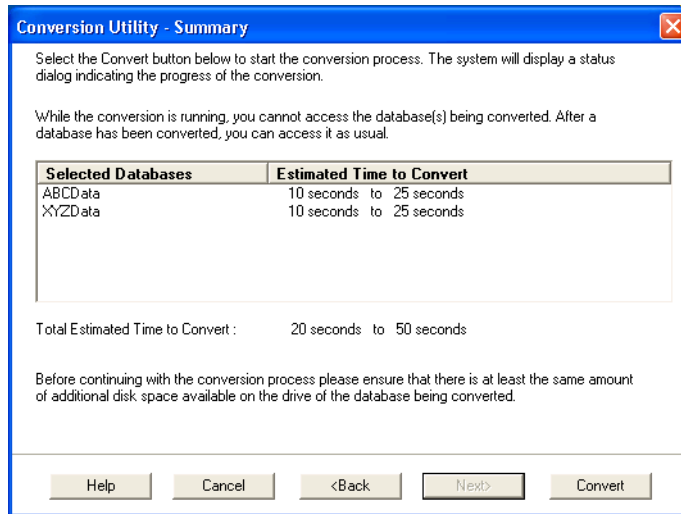 Conversion Utility - Summary
Select the Convert button below to start the conversion process. The system will display a status
dialog indicating the progress of the conversion.
While the conversion is running, you cannot access the database(s) being converted. After a
database has been converted, you can access it as usual.
Selected Databases Estimated Time to Convert
ABCData 10 seconds to 25 seconds
XYZData 10 seconds to 25 seconds
Total Estimated Time to Convert : 20 seconds to 50 seconds
Before continuing with the conversion process please ensure that there is at least the same amount
of additional disk space available on the drive of the database being converted.
Help Cancel <Back Next> Convert